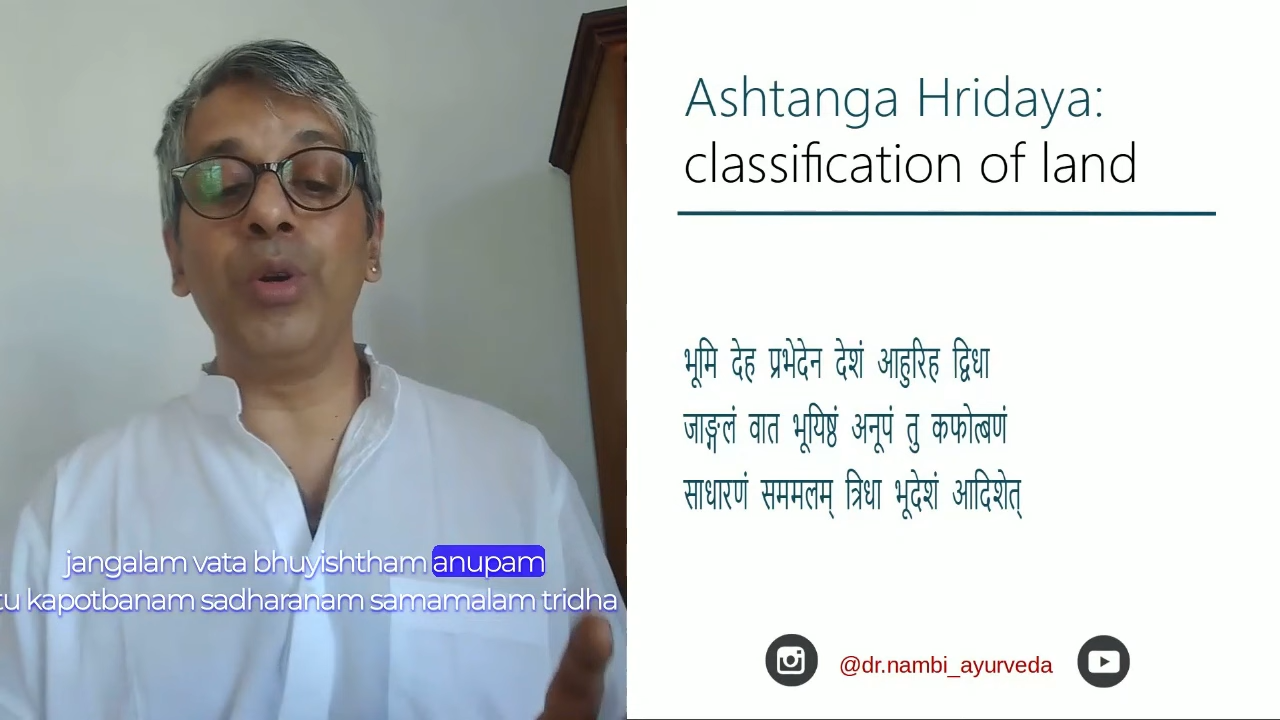 Ashtanga Hridaya:
classification of land
भूमि देह प्रभेदेन देशं आहुरिह द्विधा
जाङ्गलं वात भूयिष्ठं अनूपं तु कफोल्बणं
साधारणं सममलम् त्रिधा भूदेशं आदिशेत्
jangalam vata bhuyishtham anupam
tu kapotbanam sadharanam samamalam tridha
@dr.nambi_ayurveda